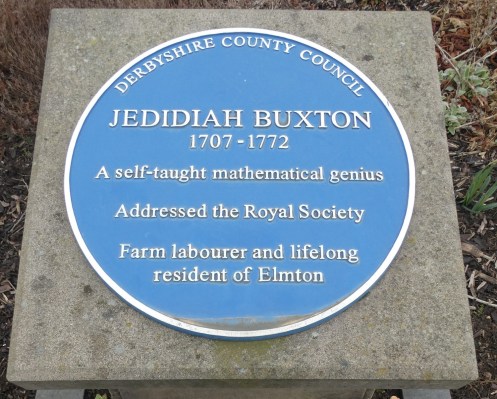 DERBYSHIRE COUNTY COUNCIL
JEDIDIAH BUXTON
1707-1772
A self-taught mathematical genius
Addressed the Royal Society
Farm labourer and lifelong
resident of Elmton